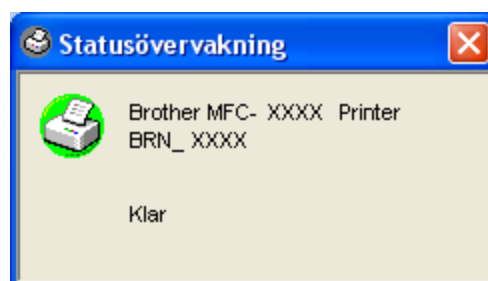 Statusövervakning
Brother MFC- XXXX Printer
BRN_ XXXX
Klar